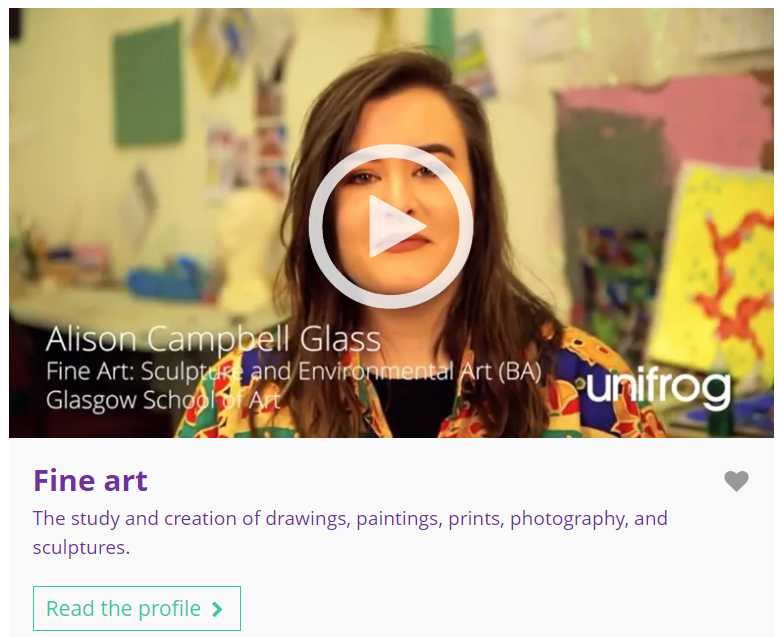 Alison Campbell Glass
Fine Art: Sculpture and Environmental Art (BA)
Glasgow School of Art
unifrog
Fine art
The study and creation of drawings, paintings, prints, photography, and
sculptures.
Read the profile